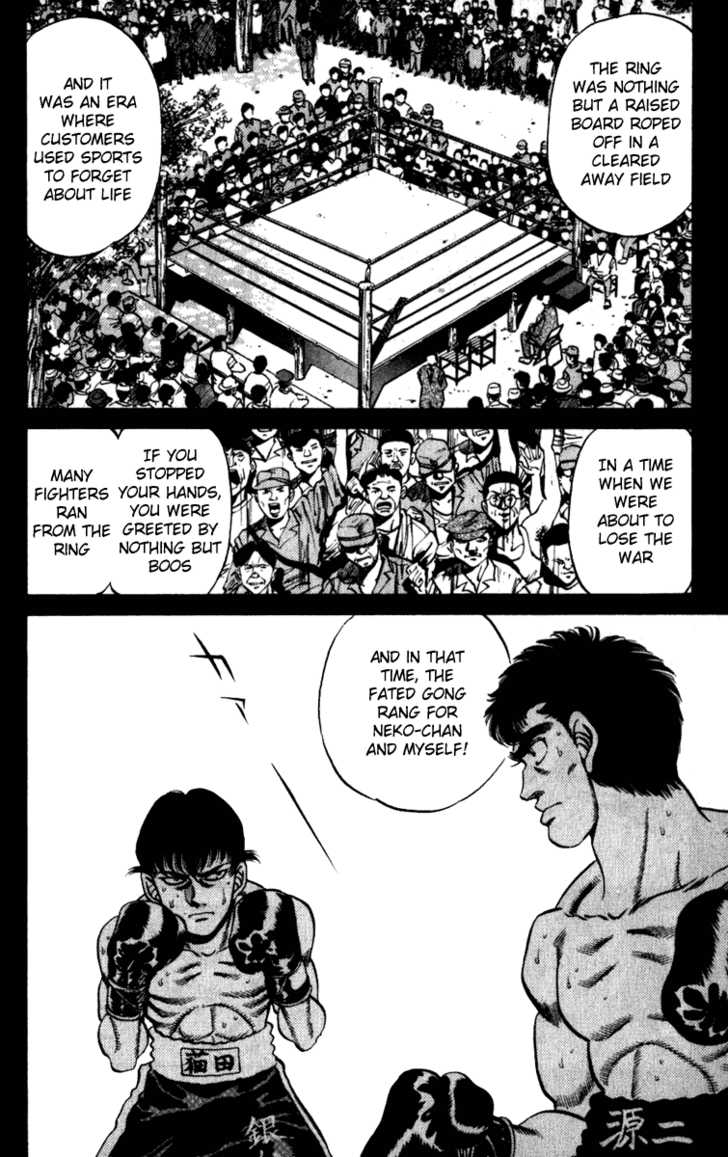 THE RING
WAS NOTHING
BUT A RAISED
BOARD ROPED
OFF IN A
CLEARED
AWAY FIELD
AND IT
WAS AN ERA
WHERE
CUSTOMERS
USED SPORTS
TO FORGET
ABOUT LIFE
IN A TIME
WHEN WE
WERE
ABOUT TO
LOSE THE
WAR
IF YOU
STOPPED
YOUR HANDS,
YOU WERE
GREETED BY
NOTHING BUT
BOOS
MANY
FIGHTERS
RAN
FROM THE
RING
AND IN THAT
TIME, THE
FATED GONG
RANG FOR
NEKO-CHAN
AND MYSELF!
猫田
銀
源二